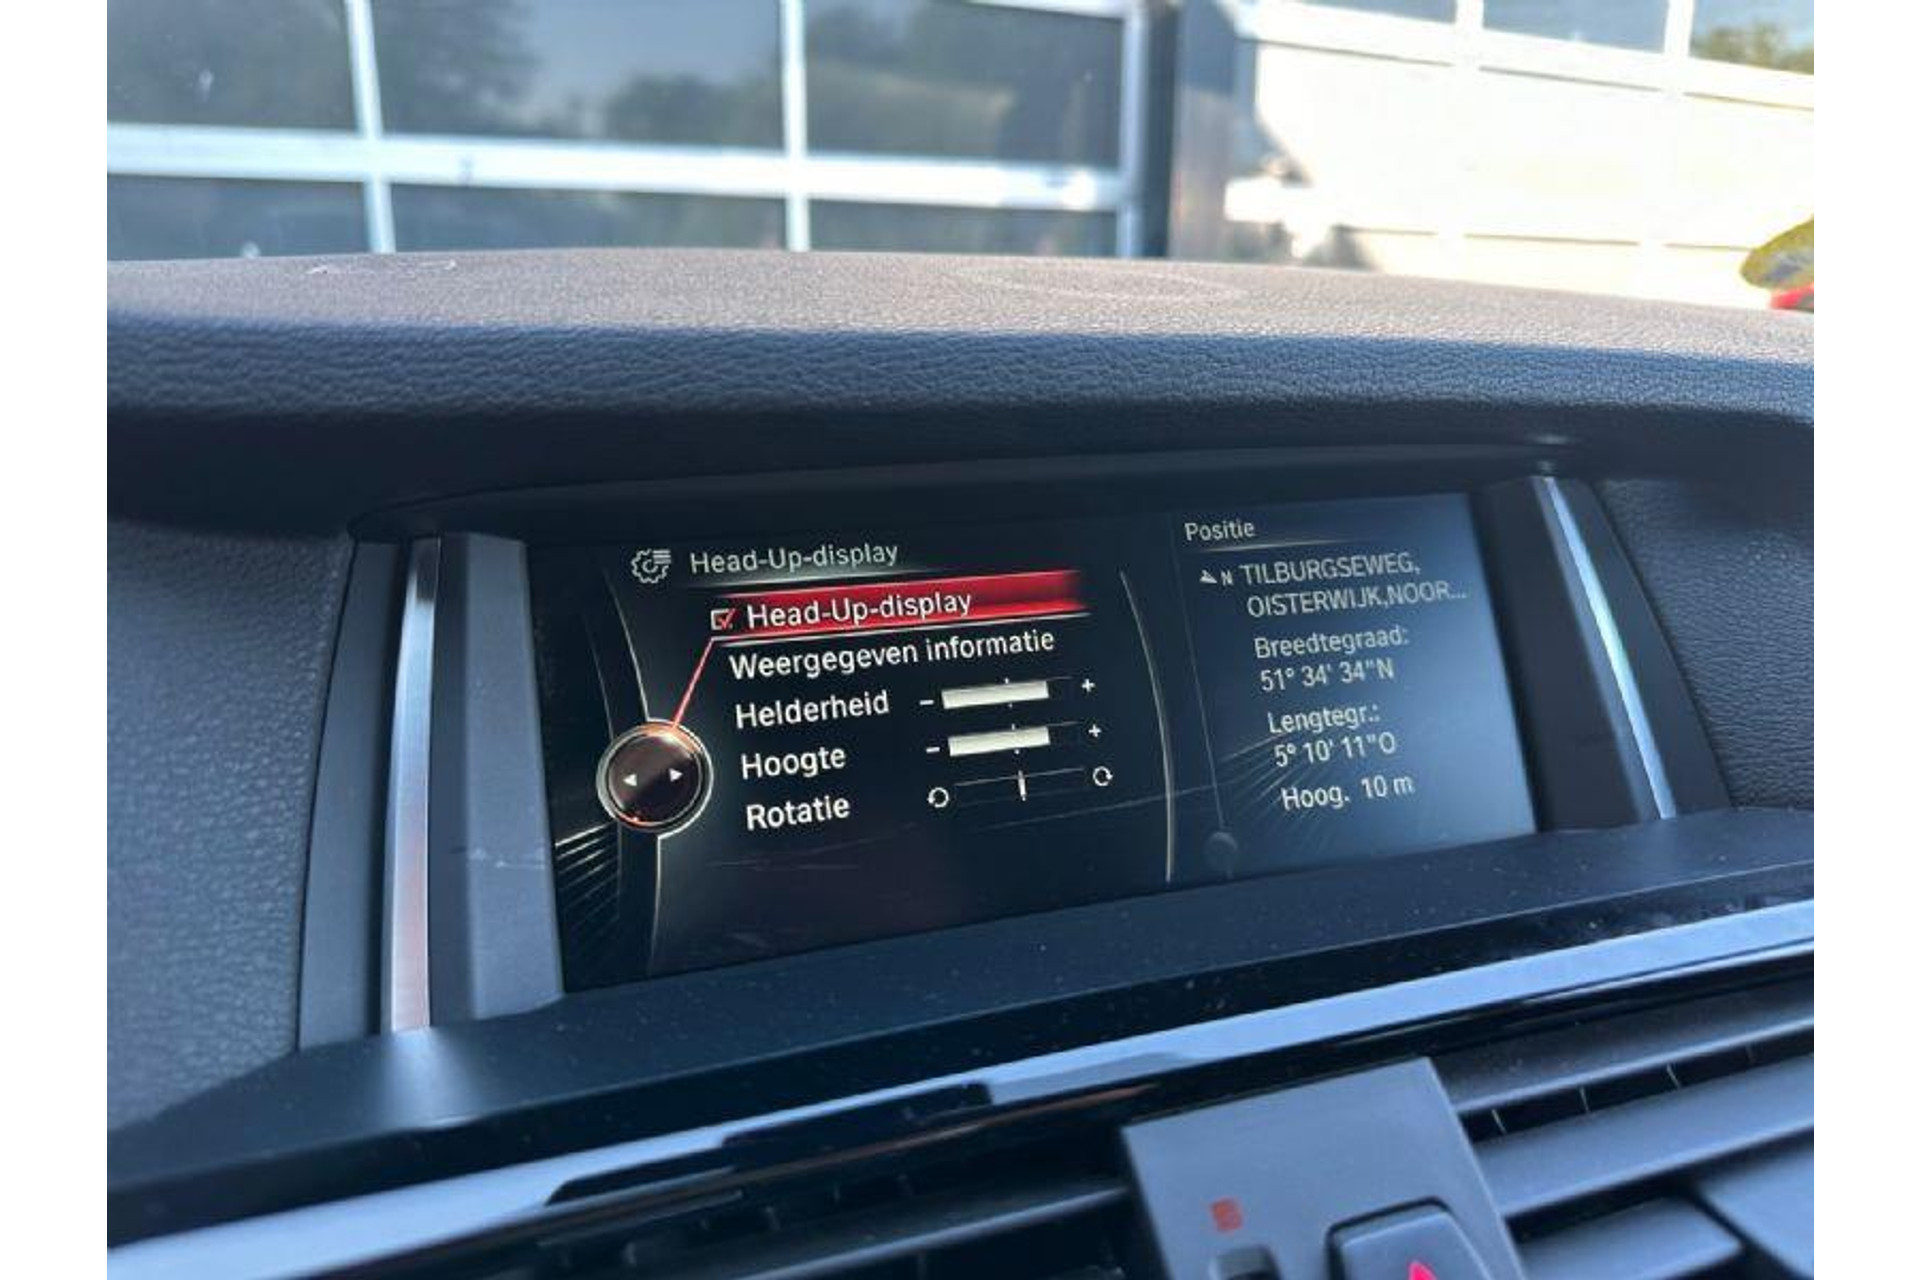 Head-Up-display
Head-Up-display
Weergegeven informatie
Helderheid - +
Hoogte - +
Rotatie
Positie
N TILBURGSEWEG,
OISTERWIJK,NOOR...
Breedtegraad:
51° 34' 34"N
Lengtegr.:
5° 10' 11"O
Hoog. 10 m